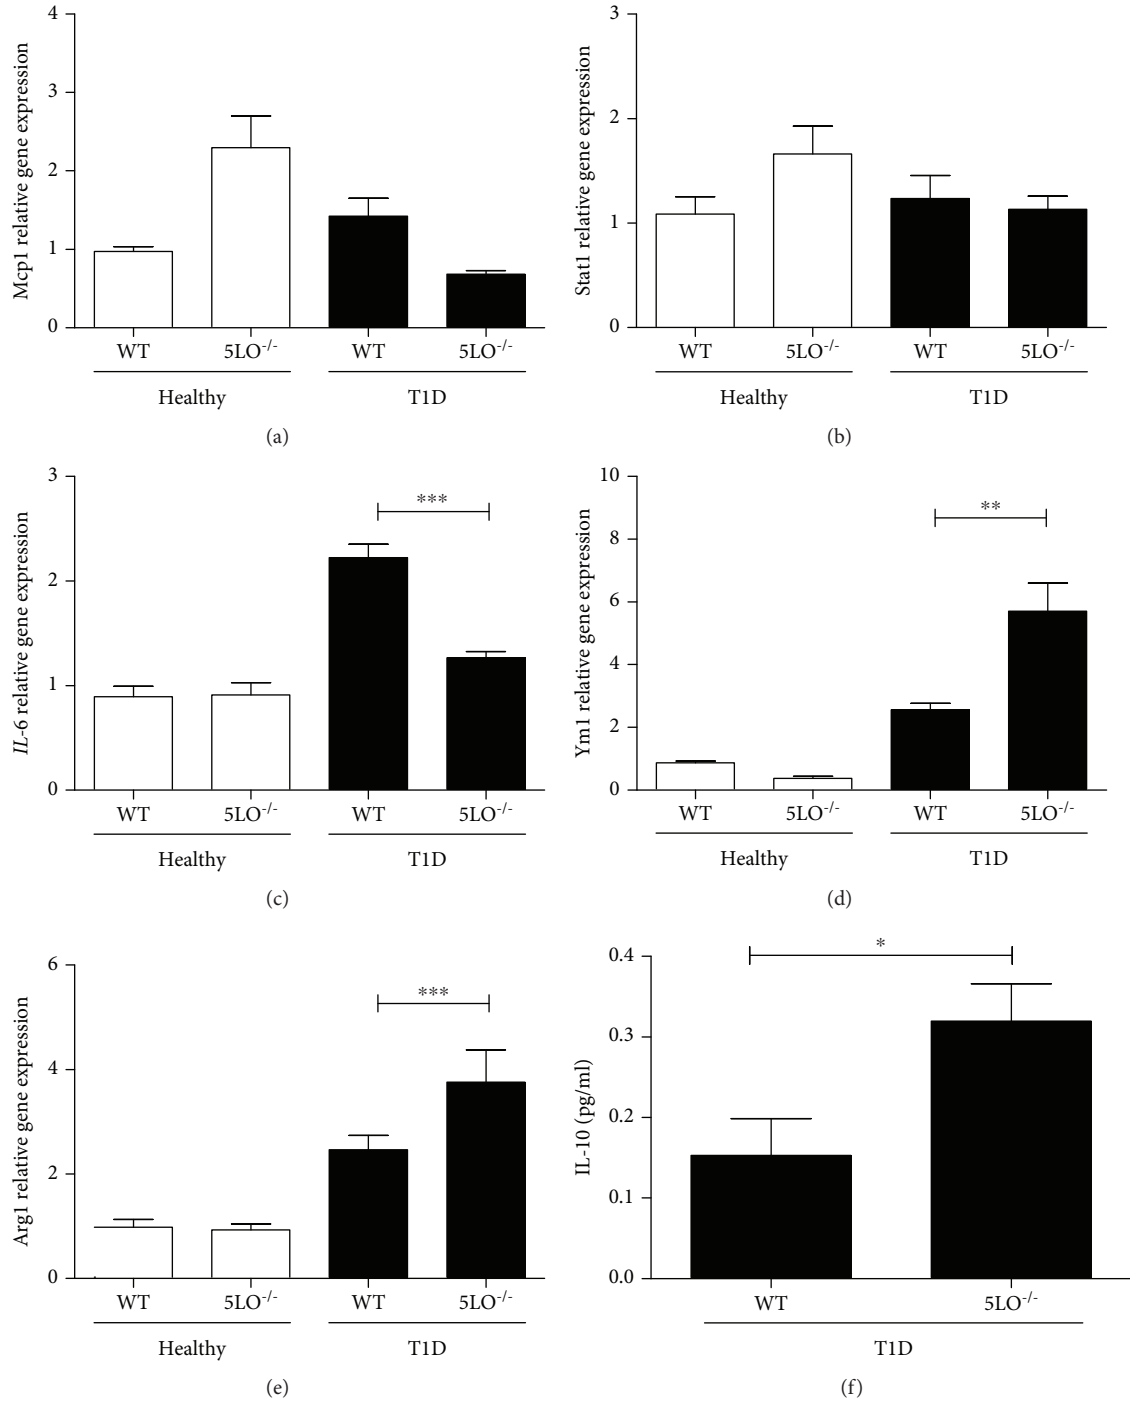 Mcp1 relative gene expression
4
3
2
1
0
WT 5LO-/- WT 5LO-/-
Healthy T1D
(a)
Stat1 relative gene expression
3
2
1
0
WT 5LO-/- WT 5LO-/-
Healthy T1D
(b)
IL-6 relative gene expression
3
2
1
0
***
WT 5LO-/- WT 5LO-/-
Healthy T1D
(c)
Ym1 relative gene expression
10
8
6
4
2
0
**
WT 5LO-/- WT 5LO-/-
Healthy T1D
(d)
Arg1 relative gene expression
6
4
2
0
***
WT 5LO-/- WT 5LO-/-
Healthy T1D
(e)
IL-10 (pg/ml)
0.4
0.3
0.2
0.1
0.0
*
WT 5LO-/-
T1D
(f)